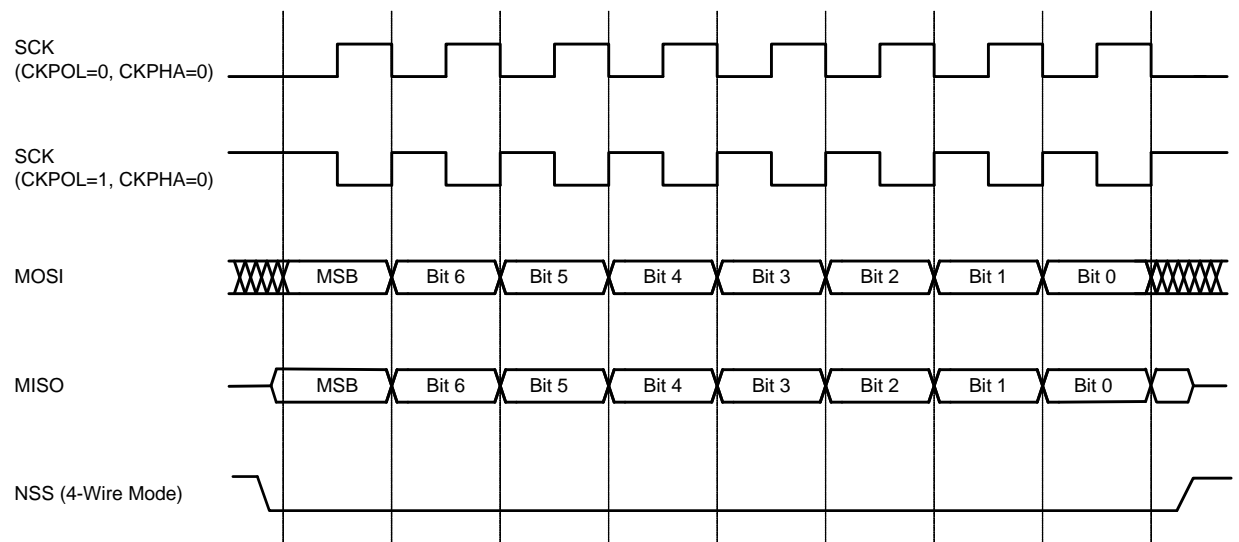 SCK
(CKPOL=0, CKPHA=0)
SCK
(CKPOL=1, CKPHA=0)
MOSI MSB Bit 6 Bit 5 Bit 4 Bit 3 Bit 2 Bit 1 Bit 0
MISO MSB Bit 6 Bit 5 Bit 4 Bit 3 Bit 2 Bit 1 Bit 0
NSS (4-Wire Mode)